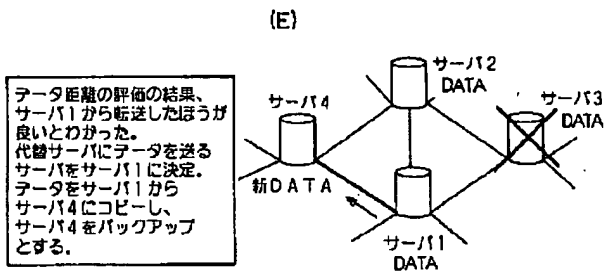 (E)
データ距離の評価の結果、
サーバ1から転送したほうが
良いとわかった。
代替サーバにデータを送る
サーバをサーバ1に決定。
データをサーバ1から
サーバ4にコピーし、
サーバ4をバックアップ
とする。
サーバ4
新DATA
サーバ2
DATA
サーバ3
DATA
サーバ1
DATA